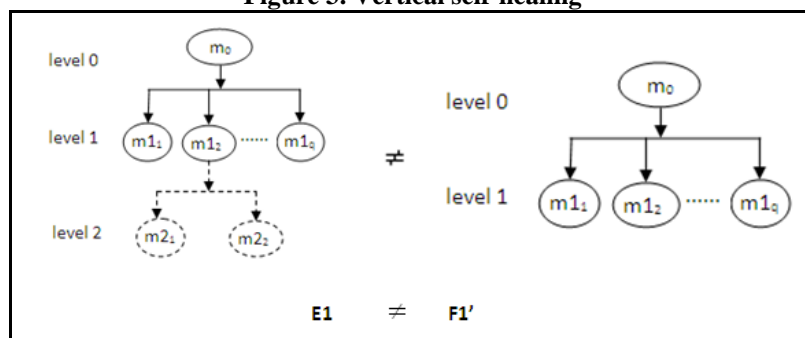 Figure 3. Vertical self-healing
level 0
m₀
level 1
m1₁ m1₂ ...... m1q
level 2
m2₁ m2₂
≠
level 0
m₀
level 1
m1₁ m1₂ ...... m1q
E1 ≠ F1’